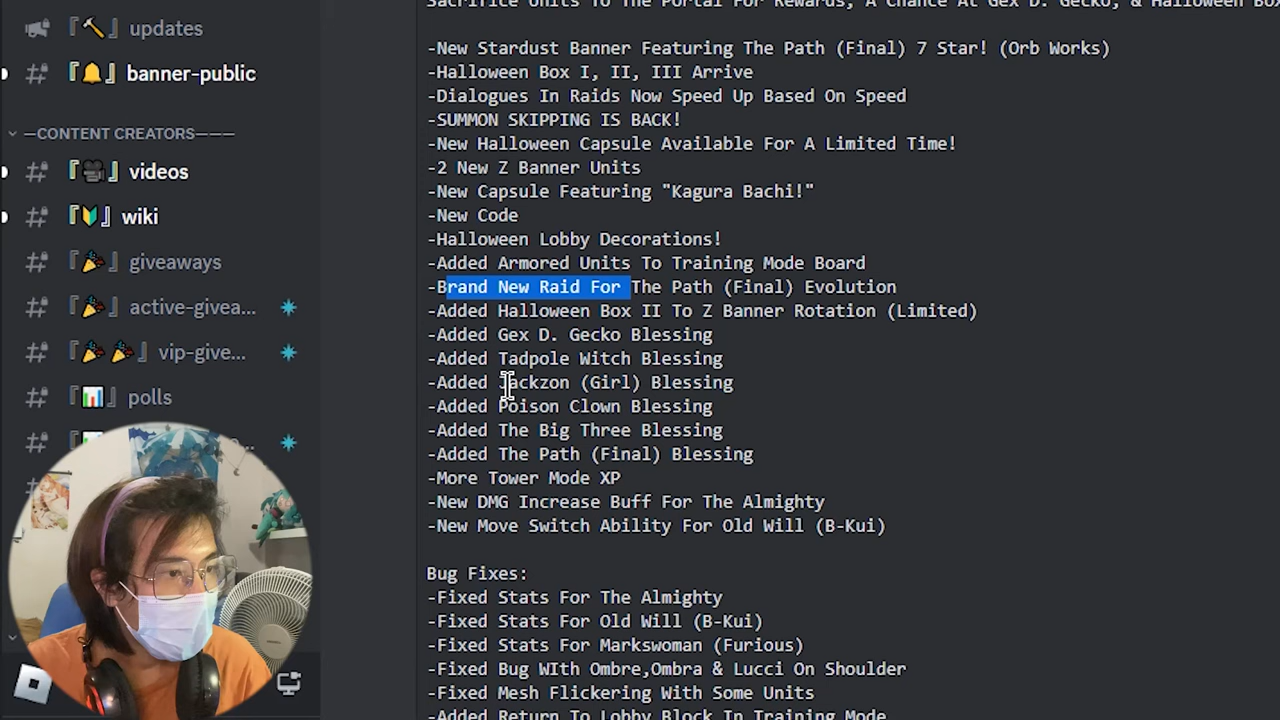 updates
banner-public
—CONTENT CREATORS———
videos
wiki
giveaways
active-givea...
vip-give...
polls
Sacrifice Units To The Portal For Rewards, A Chance At Gex D. Gecko, & Halloween Box
-New Stardust Banner Featuring The Path (Final) 7 Star! (Orb Works)
-Halloween Box I, II, III Arrive
-Dialogues In Raids Now Speed Up Based On Speed
-SUMMON SKIPPING IS BACK!
-New Halloween Capsule Available For A Limited Time!
-2 New Z Banner Units
-New Capsule Featuring "Kagura Bachi!"
-New Code
-Halloween Lobby Decorations!
-Added Armored Units To Training Mode Board
-Brand New Raid For The Path (Final) Evolution
-Added Halloween Box II To Z Banner Rotation (Limited)
-Added Gex D. Gecko Blessing
-Added Tadpole Witch Blessing
-Added Jackzon (Girl) Blessing
-Added Poison Clown Blessing
-Added The Big Three Blessing
-Added The Path (Final) Blessing
-More Tower Mode XP
-New DMG Increase Buff For The Almighty
-New Move Switch Ability For Old Will (B-Kui)
Bug Fixes:
-Fixed Stats For The Almighty
-Fixed Stats For Old Will (B-Kui)
-Fixed Stats For Markswoman (Furious)
-Fixed Bug WIth Ombre,Ombra & Lucci On Shoulder
-Fixed Mesh Flickering With Some Units
-Added Return To Lobby Block In Training Mode